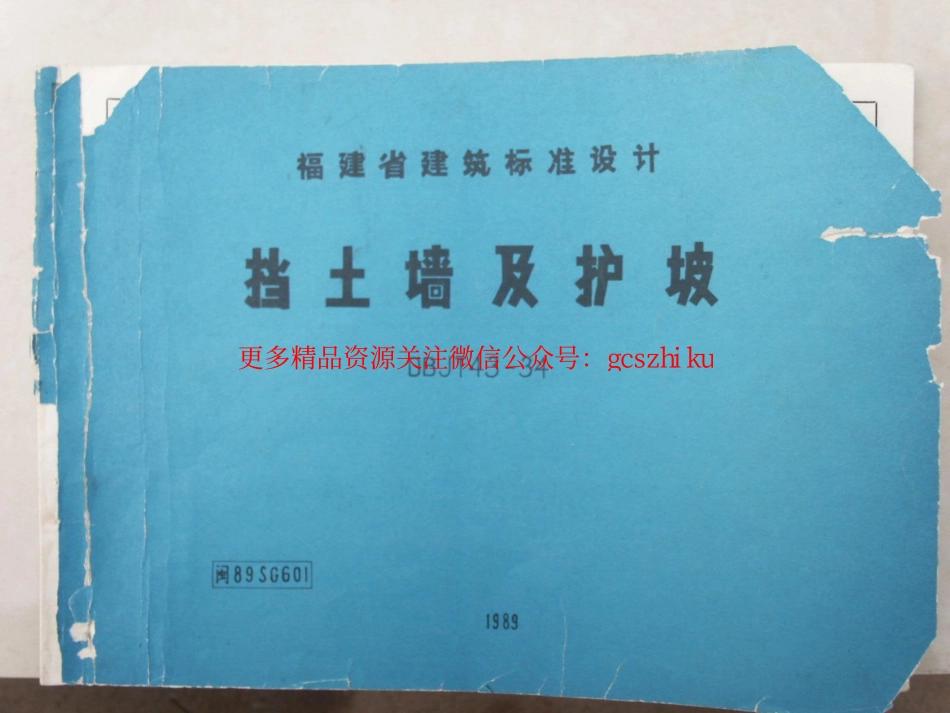 福建省建筑标准设计
挡土墙及护坡
更多精品资源关注微信公众号：gcszhiku
闽89SG601
1989